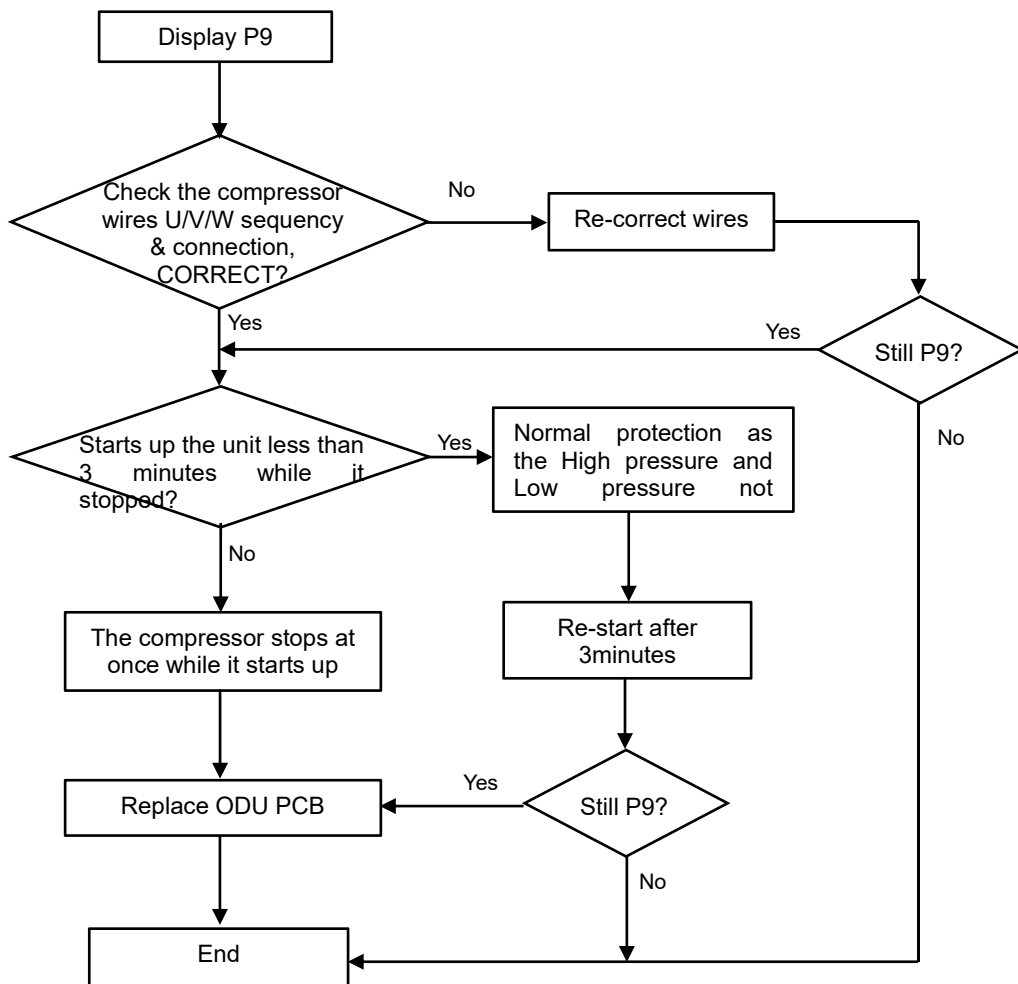 Display P9
Check the compressor
wires U/V/W sequency
& connection,
CORRECT?
No
Re-correct wires
Yes
Yes
Still P9?
No
Starts up the unit less than
3 minutes while it
stopped?
Yes
Normal protection as
the High pressure and
Low pressure not
No
The compressor stops at
once while it starts up
Re-start after
3minutes
Replace ODU PCB
Yes
Still P9?
No
End